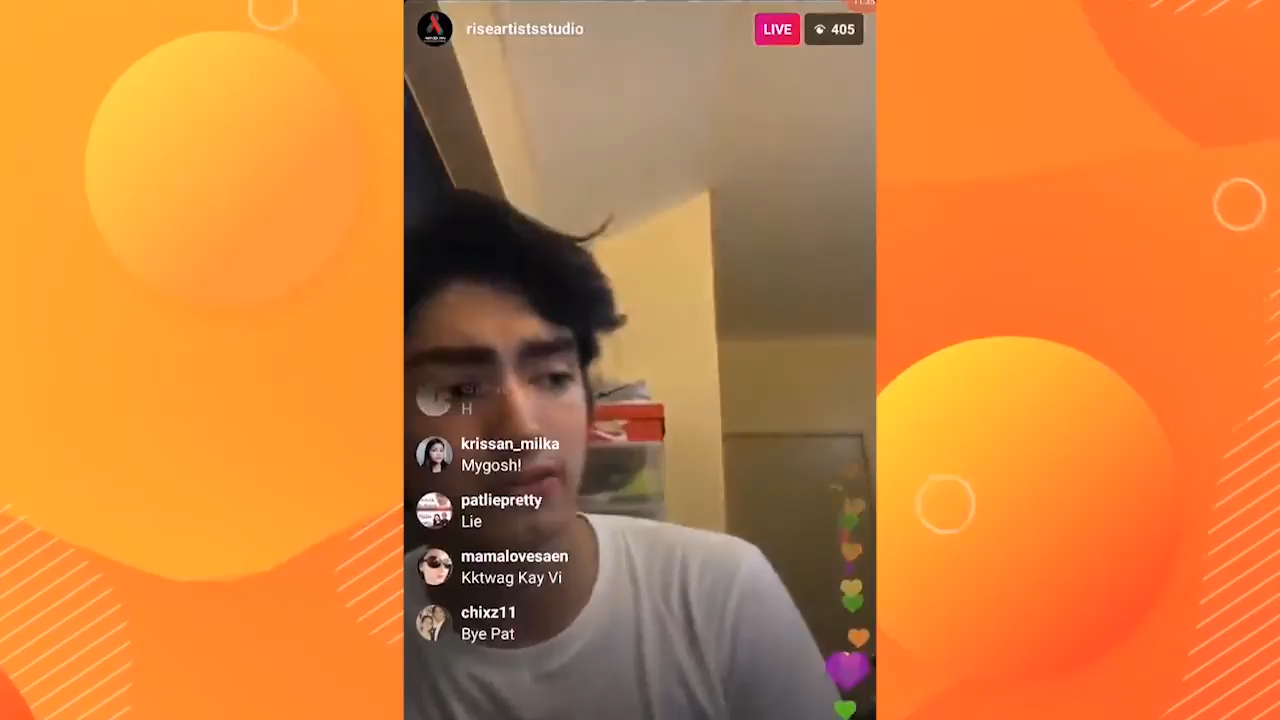 riseartistsstudio
LIVE
405
H
krissan_milka
Mygosh!
patliepretty
Lie
mamalovesaen
Kktwag Kay Vi
chixz11
Bye Pat